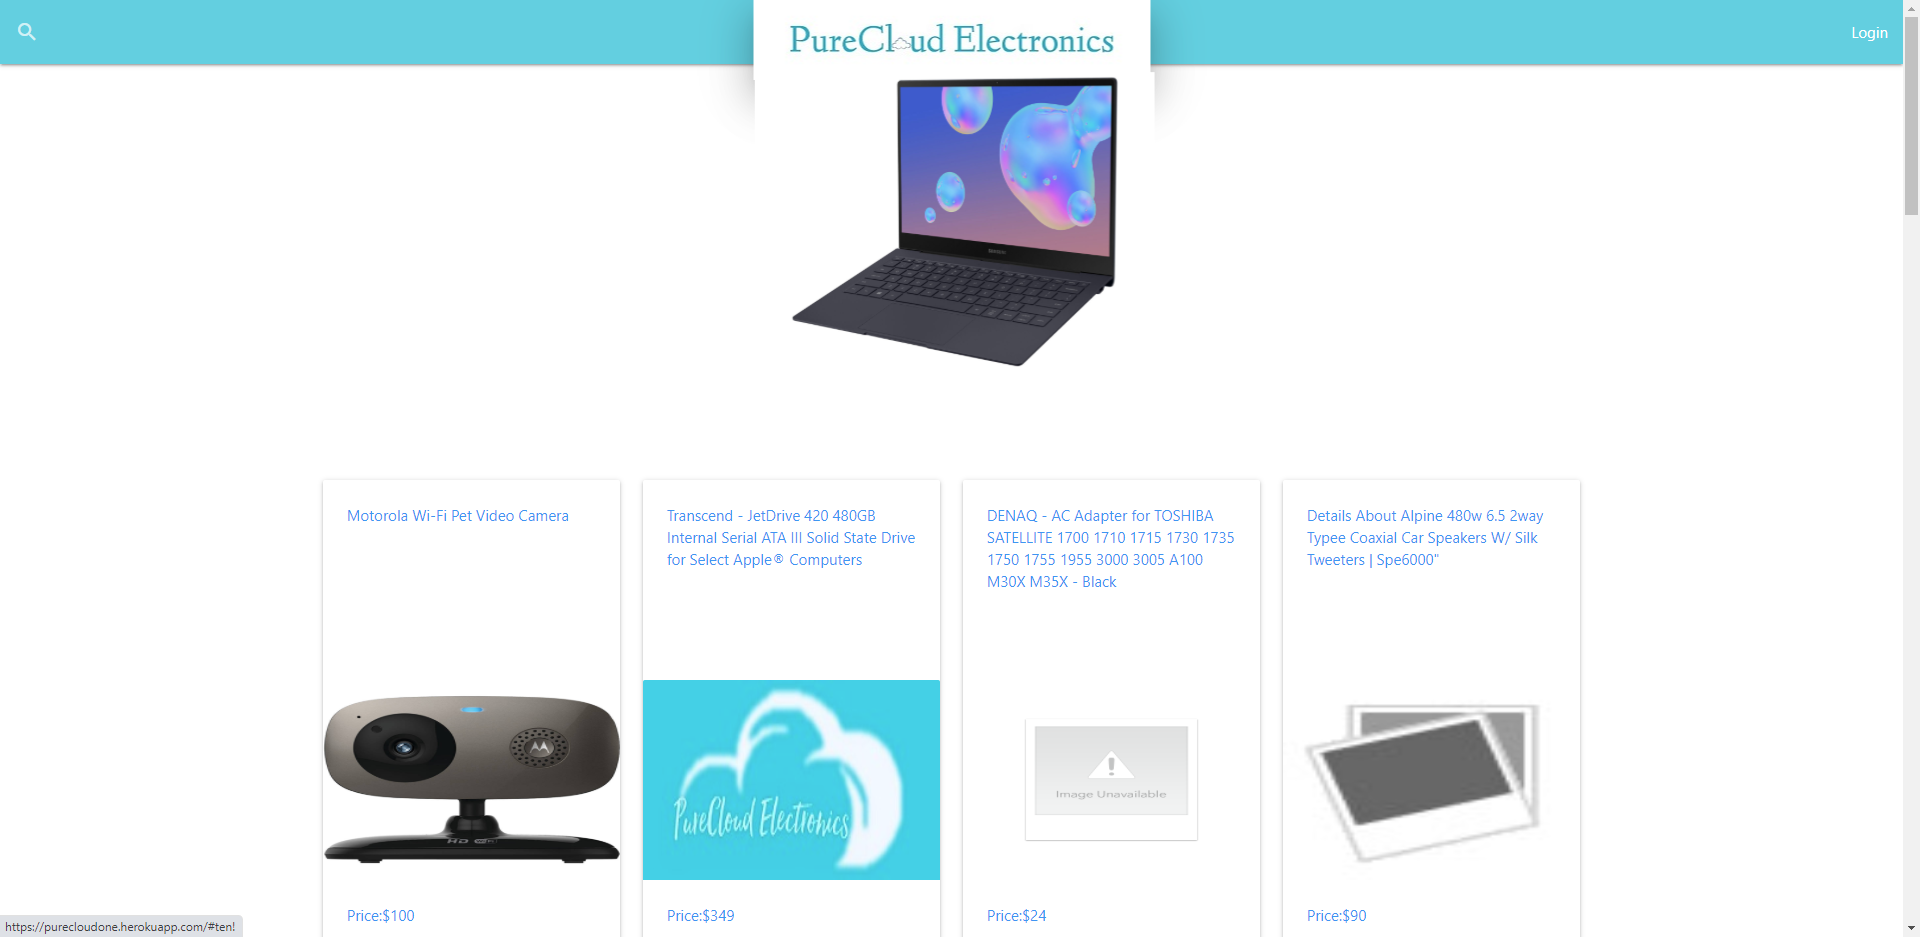 PureCloud Electronics
Login
Motorola Wi-Fi Pet Video Camera
Transcend - JetDrive 420 480GB
Internal Serial ATA III Solid State Drive
for Select Apple® Computers
DENAQ - AC Adapter for TOSHIBA
SATELLITE 1700 1710 1715 1730 1735
1750 1755 1955 3000 3005 A100
M30X M35X - Black
Details About Alpine 480w 6.5 2way
Typee Coaxial Car Speakers W/ Silk
Tweeters | Spe6000"
HD
PureCloud Electronics
Image Unavailable
Price:$100
Price:$349
Price:$24
Price:$90
https://purecloudone.herokuapp.com/#ten!